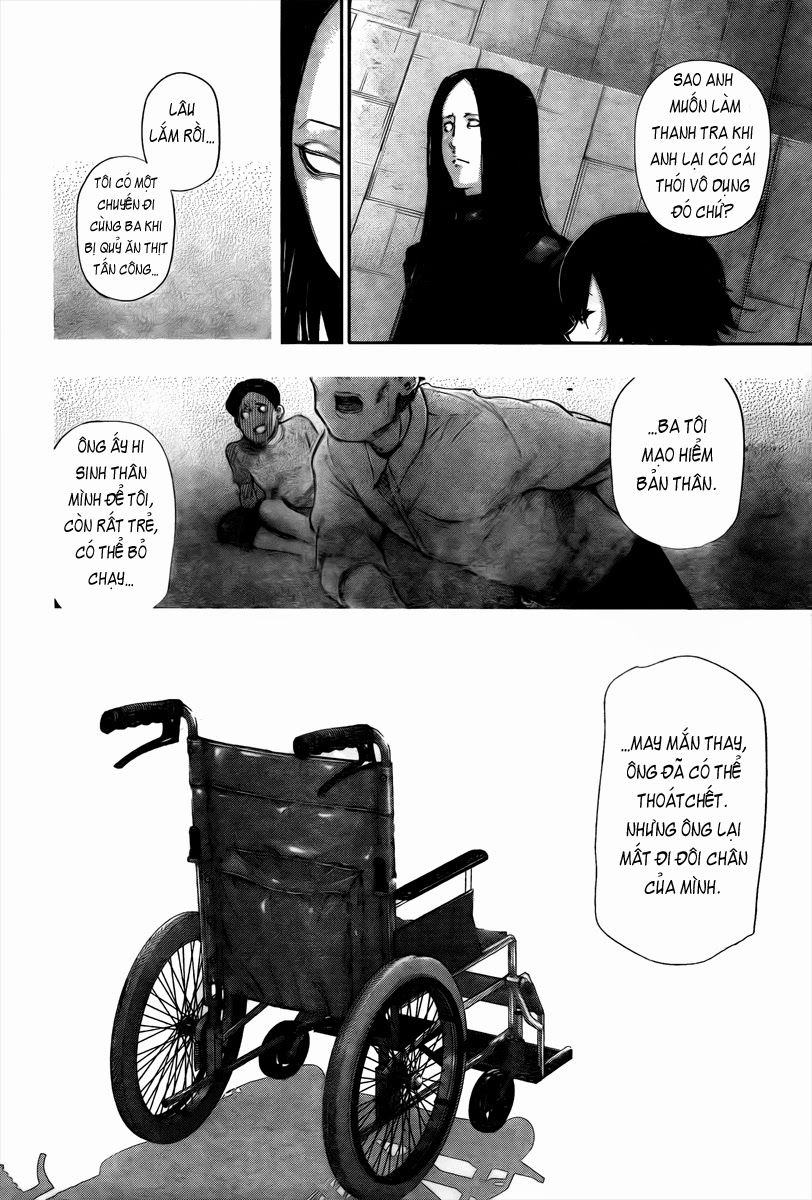 SAO ANH
MUỐN LÀM
THANH TRA KHI
ANH LẠI CÓ CÁI
THÓI VÔ DỤNG
ĐÓ CHỨ?
LÂU
LẮM RỒI...
TÔI CÓ MỘT
CHUYẾN ĐI
CÙNG BA KHI
BỊ QUỶ ĂN THỊT
TẤN CÔNG...
...BA TÔI
MẠO HIỂM
BẢN THÂN.
ÔNG ẤY HI
SINH THÂN
MÌNH ĐỂ TÔI,
CÒN RẤT TRẺ,
CÓ THỂ BỎ
CHẠY...
...MAY MẮN THAY,
ÔNG ĐÃ CÓ THỂ
THOÁTCHẾT.
NHƯNG ÔNG LẠI
MẤT ĐI ĐÔI CHÂN
CỦA MÌNH.